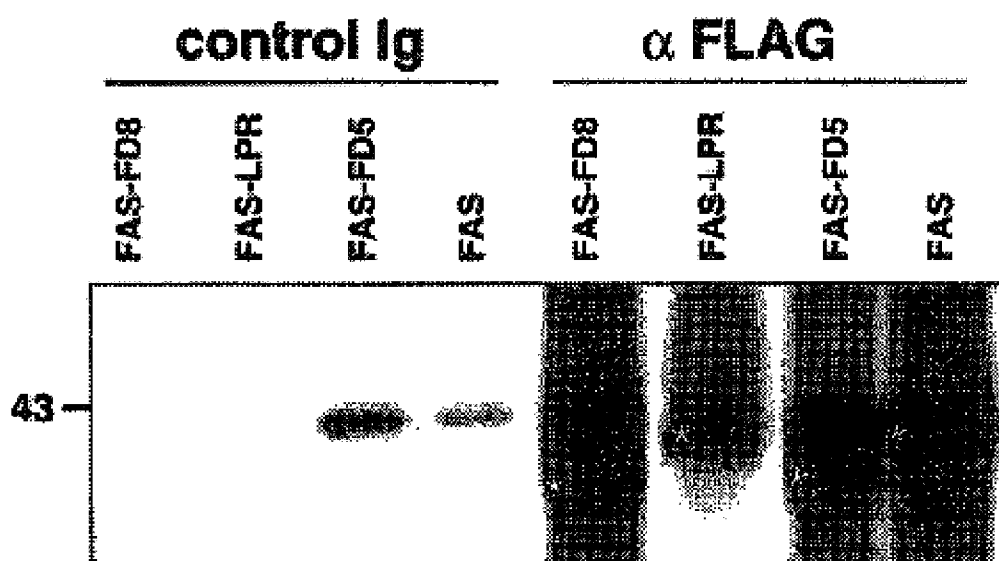 control Ig α FLAG
FAS-FD8 FAS-LPR FAS-FD5 FAS FAS-FD8 FAS-LPR FAS-FD5 FAS
43